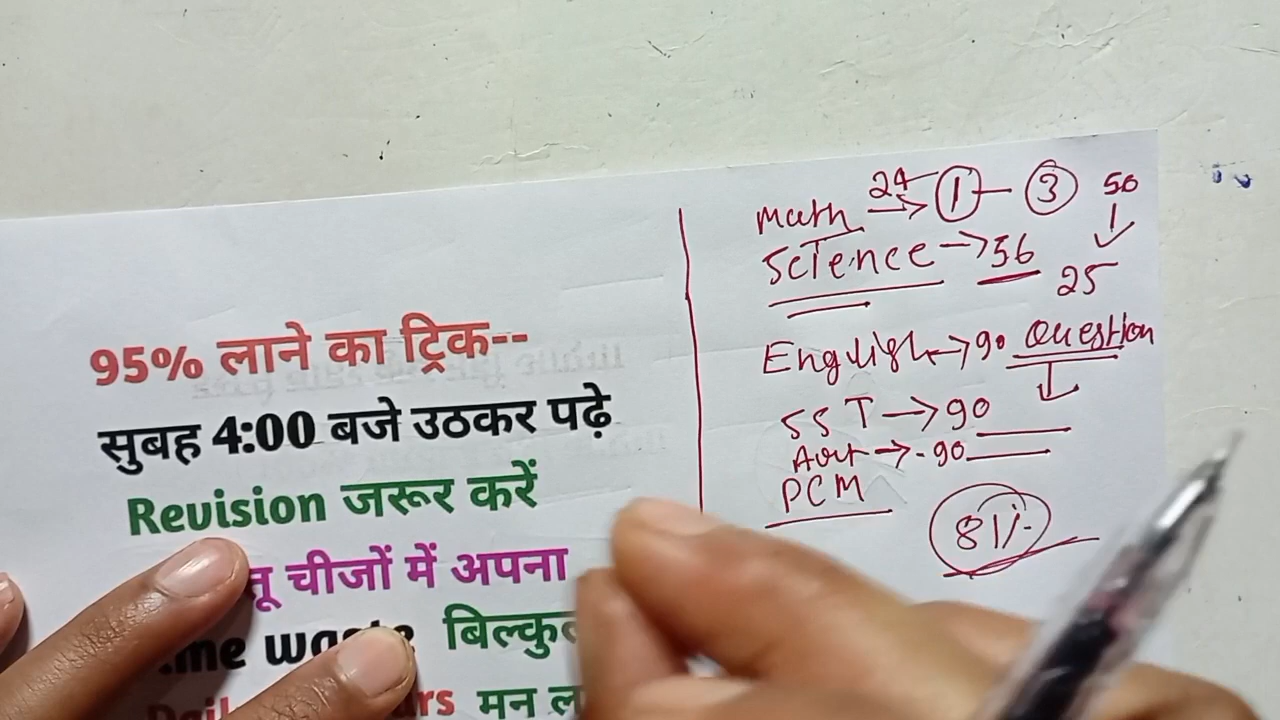 95% लाने का ट्रिक--
सुबह 4:00 बजे उठकर पढ़े
Revision जरूर करें
चीजों में अपना
waste
मन
Math 24 → 1 — 3 50
Science → 56
25
English → 90 Question
SST → 90
Art → - 90
PCM
81%